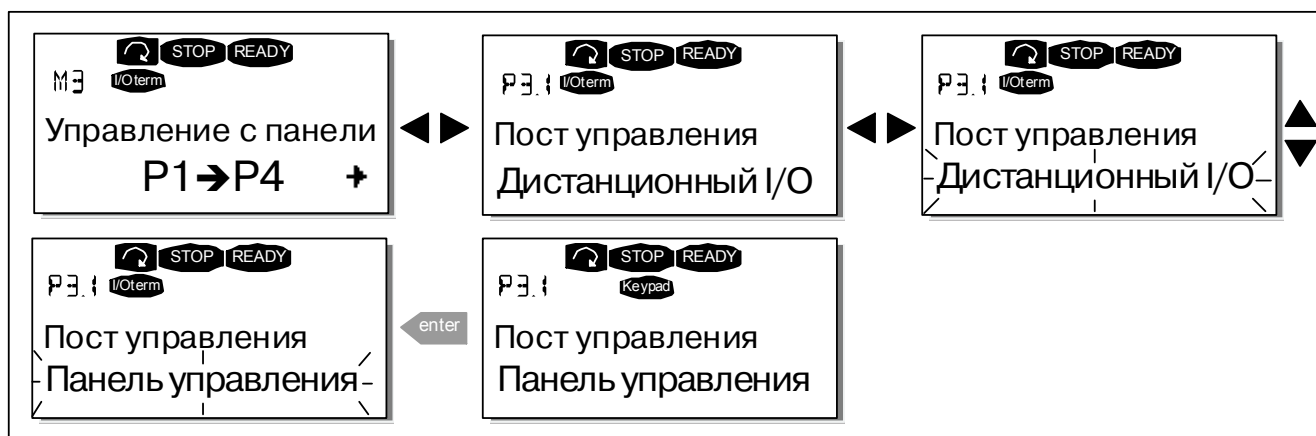 STOP READY
M3 I/Oterm
Управление с панели
P1➔P4
STOP READY
P3.1 I/Oterm
Пост управления
Дистанционный I/O
STOP READY
P3.1 I/Oterm
Пост управления
Дистанционный I/O
STOP READY
P3.1 I/Oterm
Пост управления
Панель управления
enter
STOP READY
P3.1 Keypad
Пост управления
Панель управления